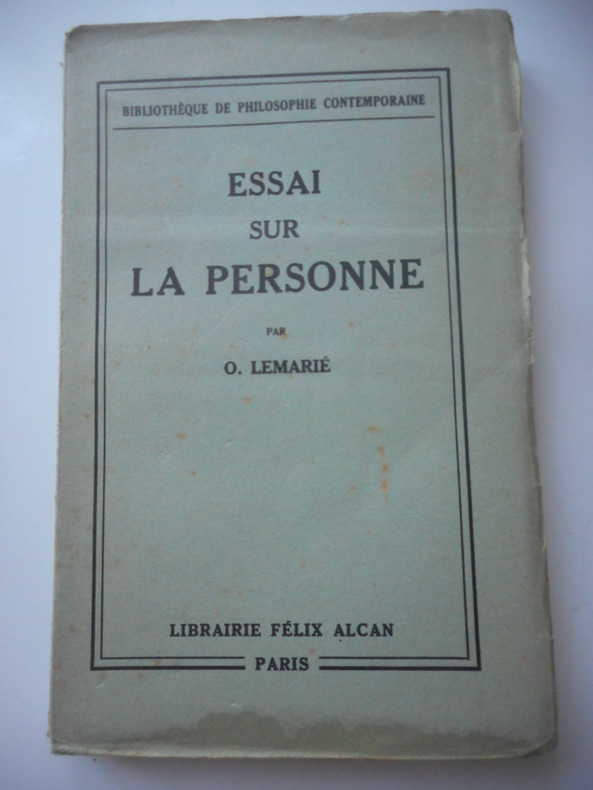 BIBLIOTHÈQUE DE PHILOSOPHIE CONTEMPORAINE
ESSAI
SUR
LA PERSONNE
PAR
O. LEMARIÉ
LIBRAIRIE FÉLIX ALCAN
PARIS